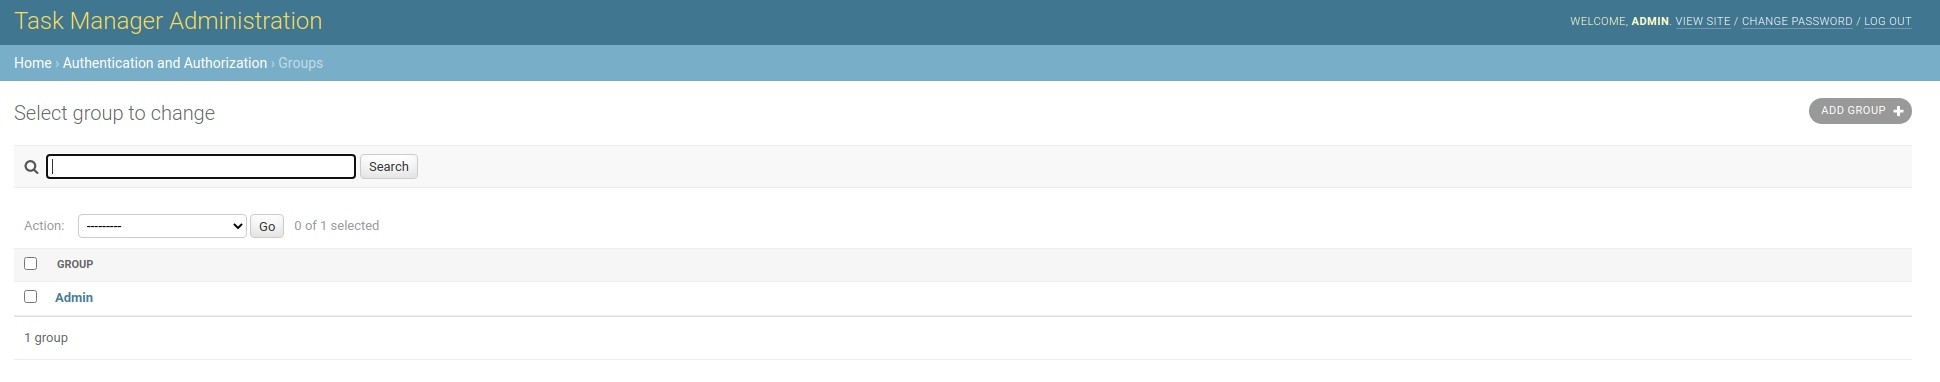 Task Manager Administration
WELCOME, ADMIN. VIEW SITE / CHANGE PASSWORD / LOG OUT
Home › Authentication and Authorization › Groups
Select group to change
ADD GROUP +
Search
Action: --------- Go 0 of 1 selected
GROUP
Admin
1 group